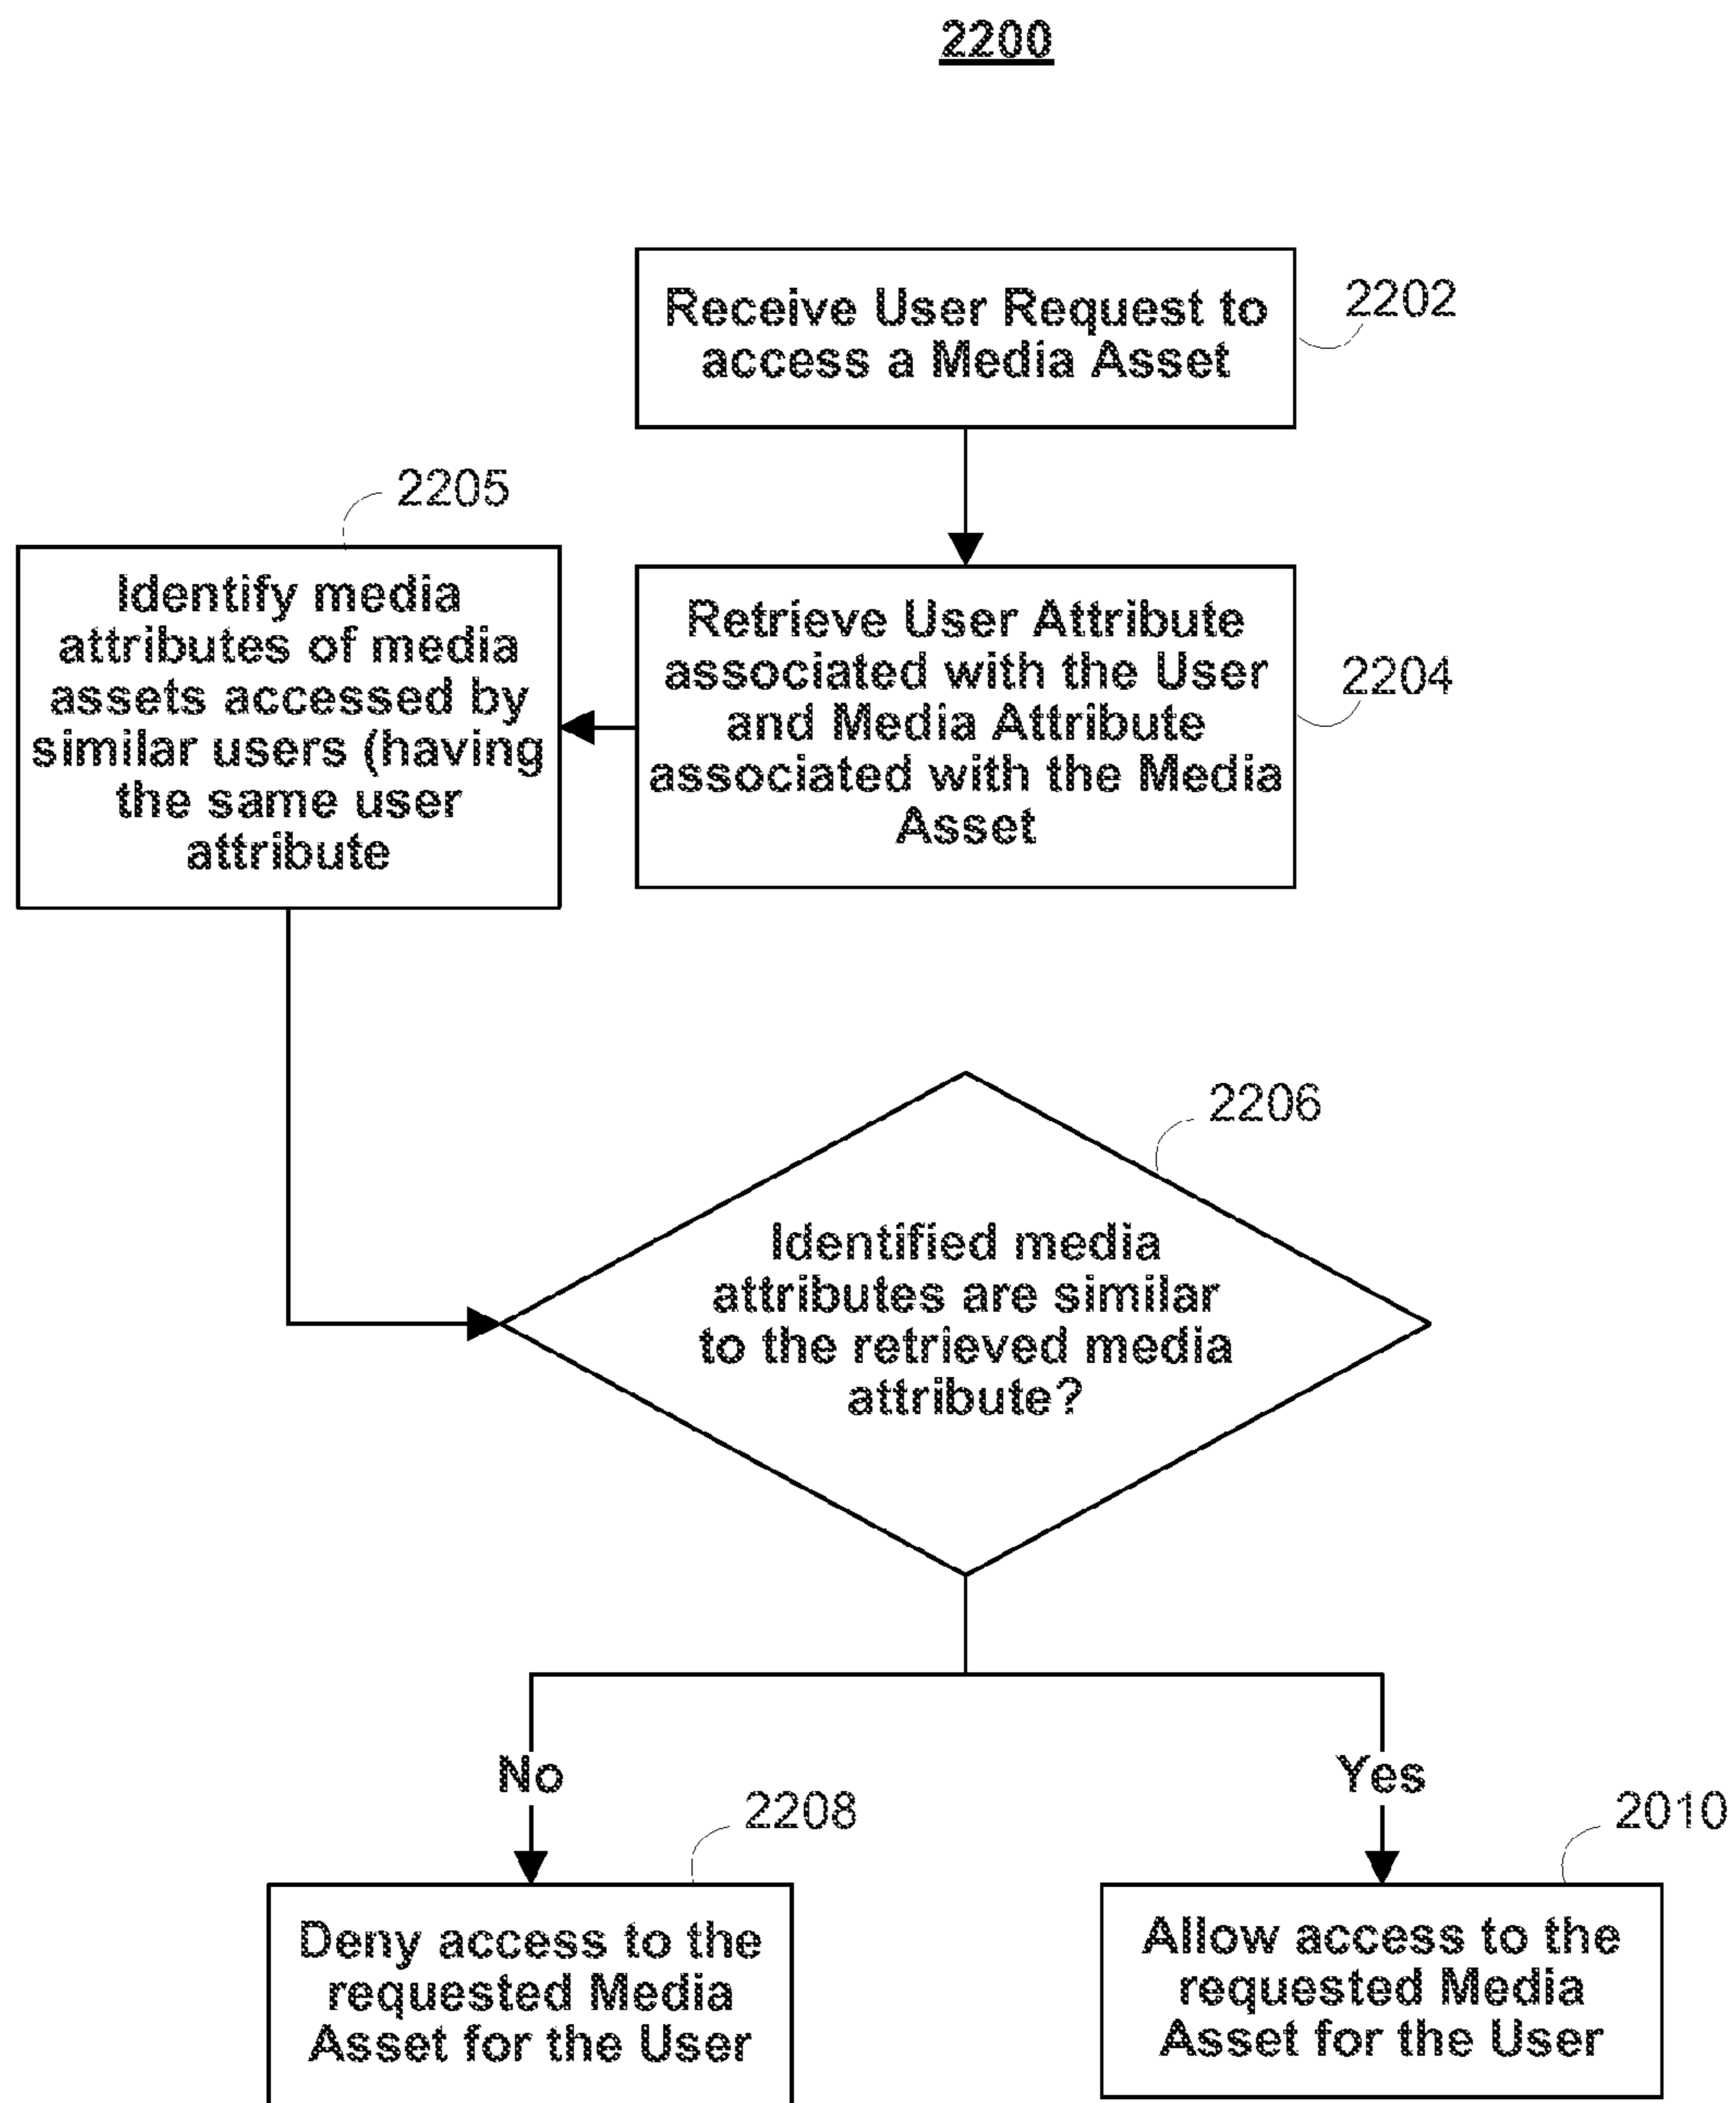 2200
Receive User Request to
access a Media Asset
2202
2205
Identify media
attributes of media
assets accessed by
similar users (having
the same user
attribute
Retrieve User Attribute
associated with the User
and Media Attribute
associated with the Media
Asset
2204
2206
Identified media
attributes are similar
to the retrieved media
attribute?
No
Yes
2208
Deny access to the
requested Media
Asset for the User
2010
Allow access to the
requested Media
Asset for the User